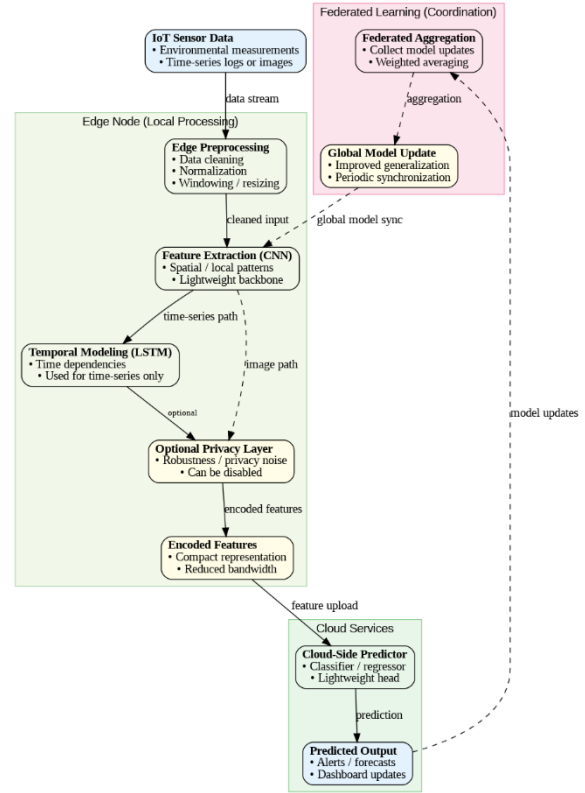 Federated Learning (Coordination)
IoT Sensor Data
• Environmental measurements
• Time-series logs or images
Federated Aggregation
• Collect model updates
• Weighted averaging
data stream
aggregation
Edge Node (Local Processing)
Edge Preprocessing
• Data cleaning
• Normalization
• Windowing / resizing
Global Model Update
• Improved generalization
• Periodic synchronization
cleaned input
global model sync
Feature Extraction (CNN)
• Spatial / local patterns
• Lightweight backbone
time-series path
Temporal Modeling (LSTM)
• Time dependencies
• Used for time-series only
image path
optional
model updates
Optional Privacy Layer
• Robustness / privacy noise
• Can be disabled
encoded features
Encoded Features
• Compact representation
• Reduced bandwidth
feature upload
Cloud Services
Cloud-Side Predictor
• Classifier / regressor
• Lightweight head
prediction
Predicted Output
• Alerts / forecasts
• Dashboard updates